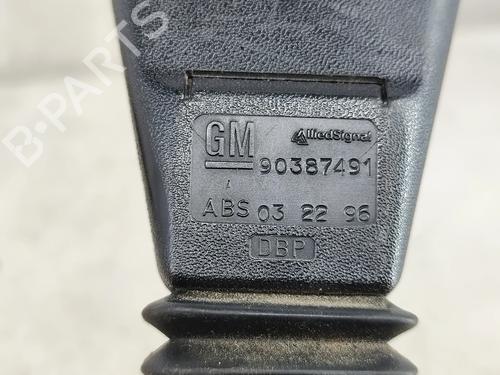 B-PARTS
GM AlliedSignal
90387491
ABS 03 22 96
DBP